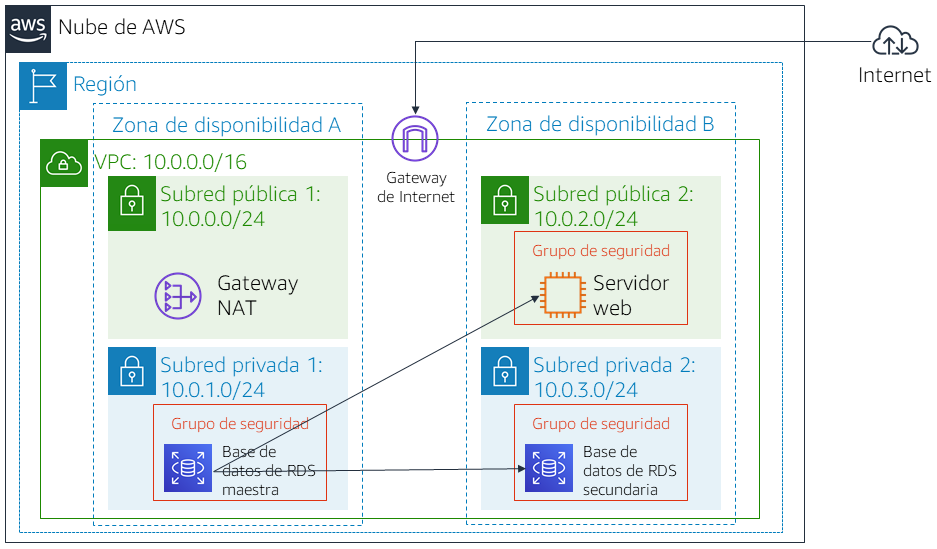 aws
Nube de AWS
Internet
Región
Zona de disponibilidad A
Zona de disponibilidad B
VPC: 10.0.0.0/16
Gateway
de Internet
Subred pública 1:
10.0.0.0/24
Subred pública 2:
10.0.2.0/24
Grupo de seguridad
Gateway
NAT
Servidor
web
Subred privada 1:
10.0.1.0/24
Subred privada 2:
10.0.3.0/24
Grupo de seguridad
Base de
datos de RDS
maestra
Grupo de seguridad
Base de
datos de RDS
secundaria